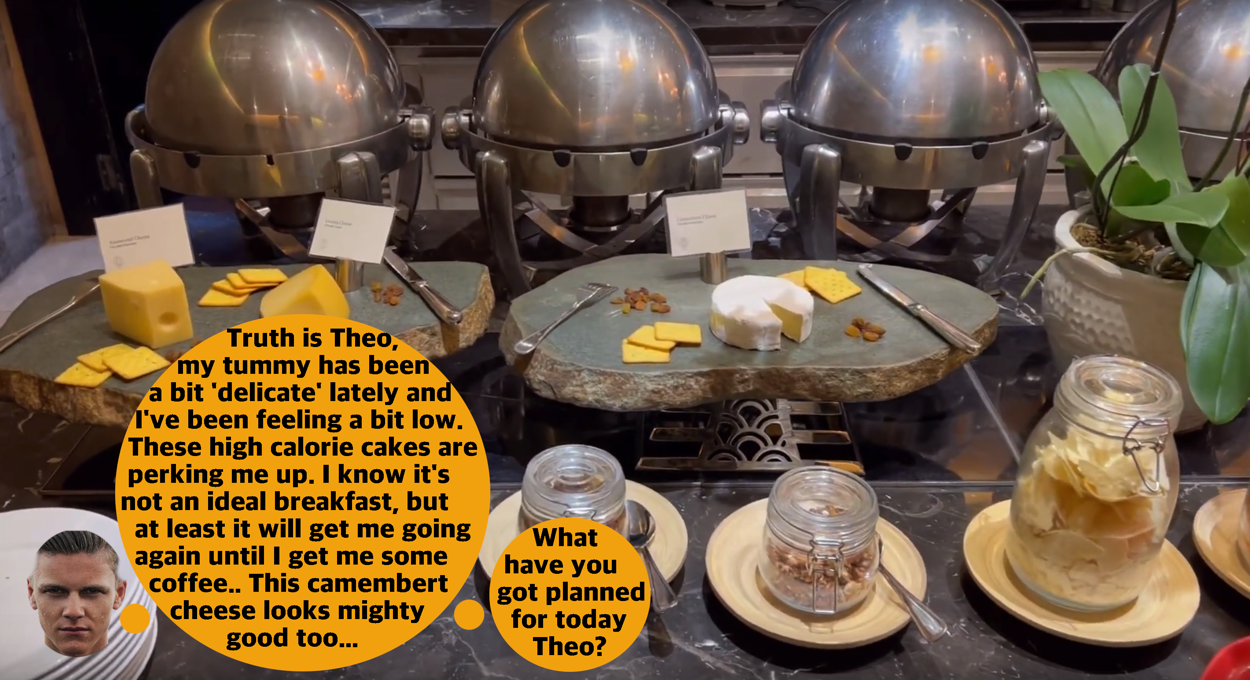 Truth is Theo,
my tummy has been
a bit 'delicate' lately and
I've been feeling a bit low.
These high calorie cakes are
perking me up. I know it's
not an ideal breakfast, but
at least it will get me going
again until I get me some
coffee.. This camembert
cheese looks mighty
good too...
What
have you
got planned
for today
Theo?